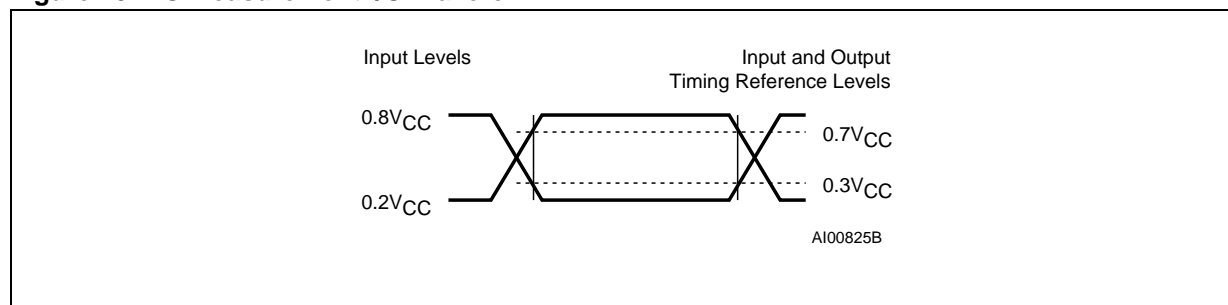 Input Levels
Input and Output
Timing Reference Levels
0.8VCC
0.7VCC
0.3VCC
0.2VCC
AI00825B